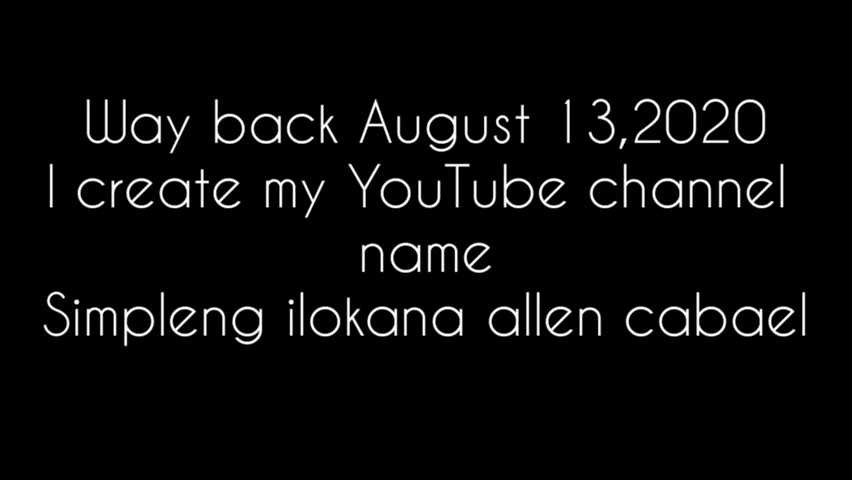 Way back August 13,2020
I create my YouTube channel
name
Simpleng ilokana allen cabael